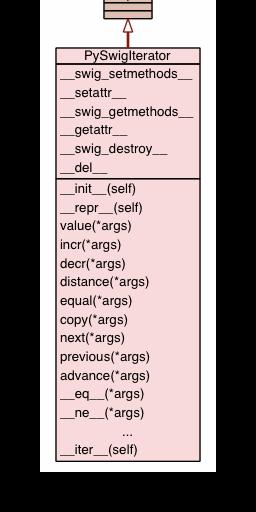 PySwigIterator
__swig_setmethods__
__setattr__
__swig_getmethods__
__getattr__
__swig_destroy__
__del__
__init__(self)
__repr__(self)
value(*args)
incr(*args)
decr(*args)
distance(*args)
equal(*args)
copy(*args)
next(*args)
previous(*args)
advance(*args)
__eq__(*args)
__ne__(*args)
...
__iter__(self)